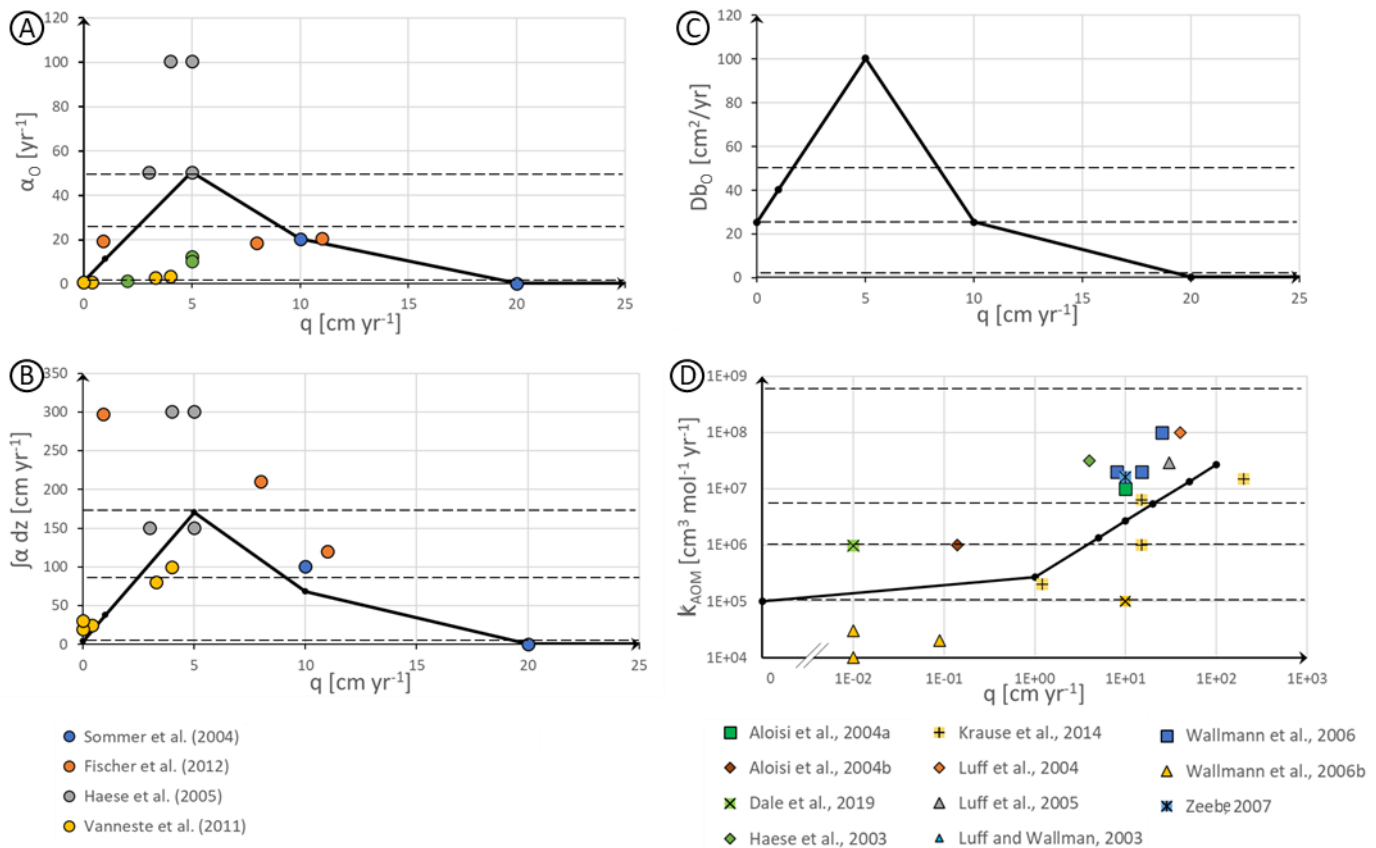 A
120
100
80
60
40
20
0
αO [yr-1]
0 5 10 15 20 25
q [cm yr-1]
C
120
100
80
60
40
20
0
DbO [cm2/yr]
0 5 10 15 20 25
q [cm yr-1]
B
350
300
250
200
150
100
50
0
∫α dz [cm yr-1]
0 5 10 15 20 25
q [cm yr-1]
D
1E+09
1E+08
1E+07
1E+06
1E+05
1E+04
kAOM [cm3 mol-1 yr-1]
0 1E-02 1E-01 1E+00 1E+01 1E+02 1E+03
q [cm yr-1]
Sommer et al. (2004)
Fischer et al. (2012)
Haese et al. (2005)
Vanneste et al. (2011)
Aloisi et al., 2004a
Aloisi et al., 2004b
Dale et al., 2019
Haese et al., 2003
Krause et al., 2014
Luff et al., 2004
Luff et al., 2005
Luff and Wallman, 2003
Wallmann et al., 2006
Wallmann et al., 2006b
Zeebe, 2007